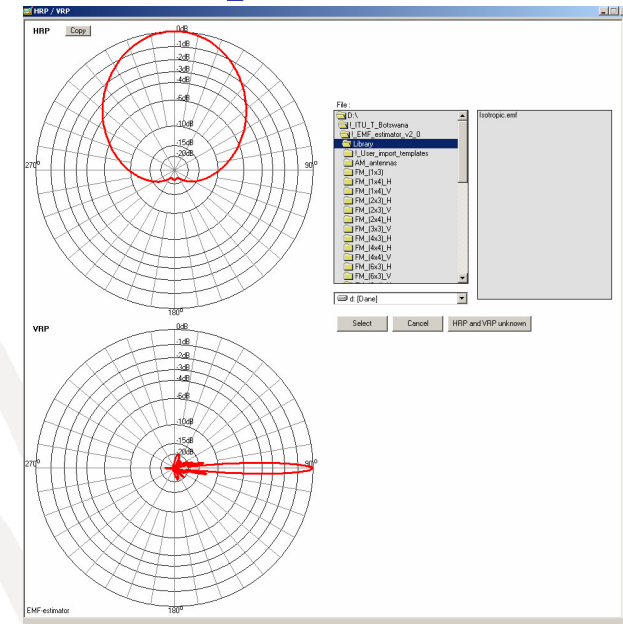 HRP / VRP
HRP
Copy
0dB
-1dB
-2dB
-3dB
-4dB
-6dB
-10dB
-15dB
-20dB
270°
90°
180°
File :
D:\
I_ITU_T_Botswana
I_EMF_estimator_v2_0
Library
I_User_import_templates
AM_antennas
FM_(1x3)
FM_(1x4)_H
FM_(1x4)_V
FM_(2x3)_H
FM_(2x3)_V
FM_(2x4)_H
FM_(3x3)_V
FM_(4x3)_H
FM_(4x4)_H
FM_(4x4)_V
FM_(6x3)_H
FM_(6x3)_V
Isotropic.emf
d: [Dane]
Select
Cancel
HRP and VRP unknown
VRP
0dB
-1dB
-2dB
-3dB
-4dB
-6dB
-10dB
-15dB
-20dB
270°
90°
180°
EMF-estimator